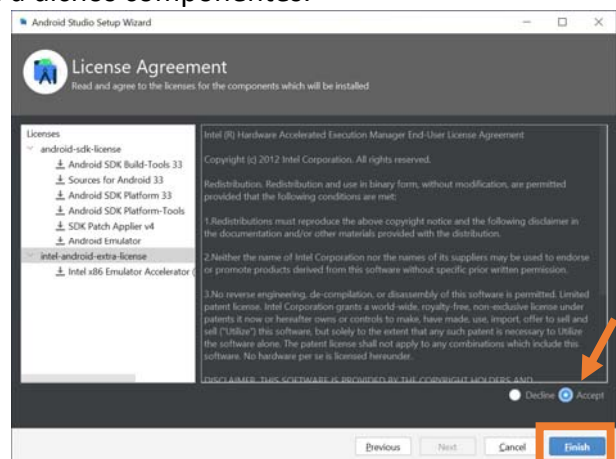 a dichos componentes.
Android Studio Setup Wizard
License Agreement
Read and agree to the licenses for the components which will be installed
Licenses
android-sdk-license
Android SDK Build-Tools 33
Sources for Android 33
Android SDK Platform 33
Android SDK Platform-Tools
SDK Patch Applier v4
Android Emulator
intel-android-extra-license
Intel x86 Emulator Accelerator (
Intel (R) Hardware Accelerated Execution Manager End-User License Agreement
Copyright (c) 2012 Intel Corporation. All rights reserved.
Redistribution. Redistribution and use in binary form, without modification, are permitted
provided that the following conditions are met:
1.Redistributions must reproduce the above copyright notice and the following disclaimer in
the documentation and/or other materials provided with the distribution.
2.Neither the name of Intel Corporation nor the names of its suppliers may be used to endorse
or promote products derived from this software without specific prior written permission.
3.No reverse engineering, de-compilation, or disassembly of this software is permitted. Limited
patent license. Intel Corporation grants a world-wide, royalty-free, non-exclusive license under
patents it now or hereafter owns or controls to make, have made, use, import, offer to sell and
sell ("Utilize") this software, but solely to the extent that any such patent is necessary to Utilize
the software alone. The patent license shall not apply to any combinations which include this
software. No hardware per se is licensed hereunder.
DISCLAIMER. THIS SOFTWARE IS PROVIDED BY THE COPYRIGHT HOLDERS AND
Decline Accept
Previous Next Cancel Finish